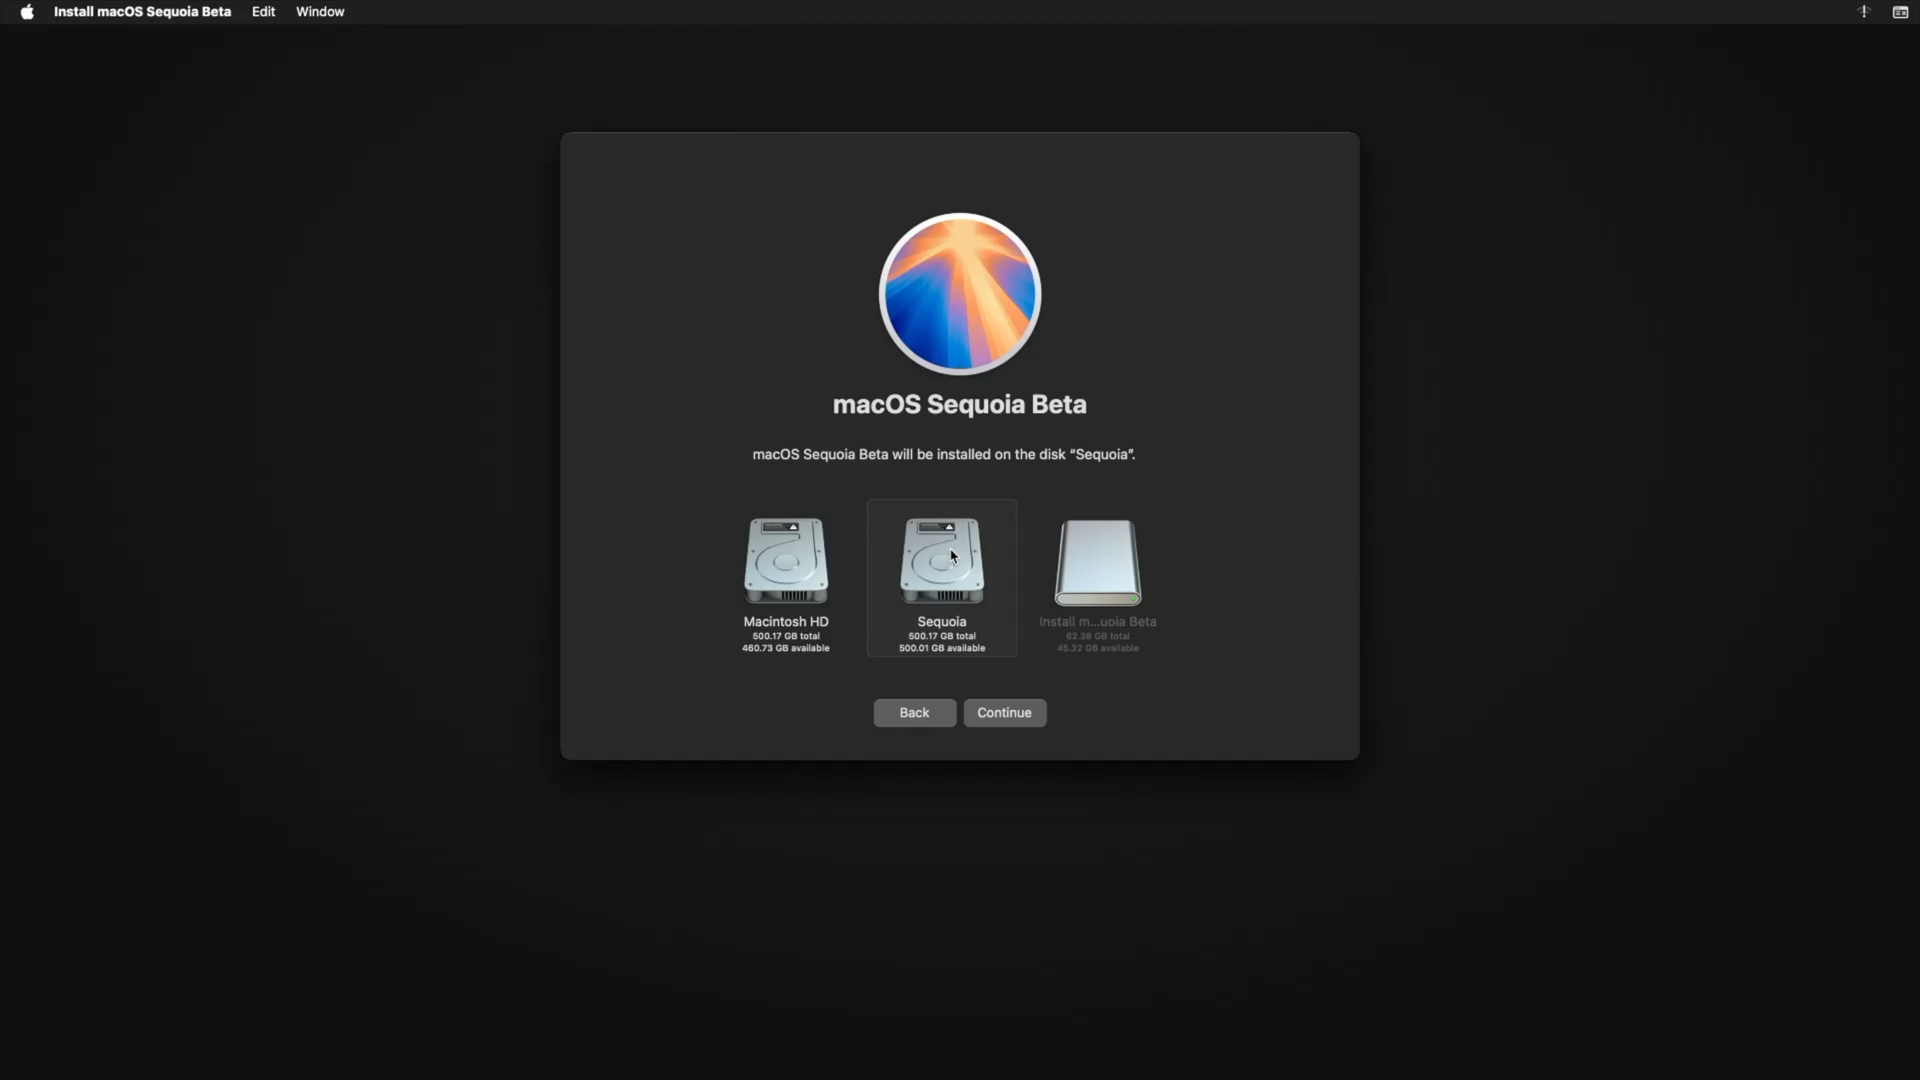 Install macOS Sequoia Beta Edit Window
macOS Sequoia Beta
macOS Sequoia Beta will be installed on the disk “Sequoia”.
Macintosh HD
500.17 GB total
460.73 GB available
Sequoia
500.17 GB total
500.01 GB available
Install m...uoia Beta
62.38 GB total
45.32 GB available
Back Continue